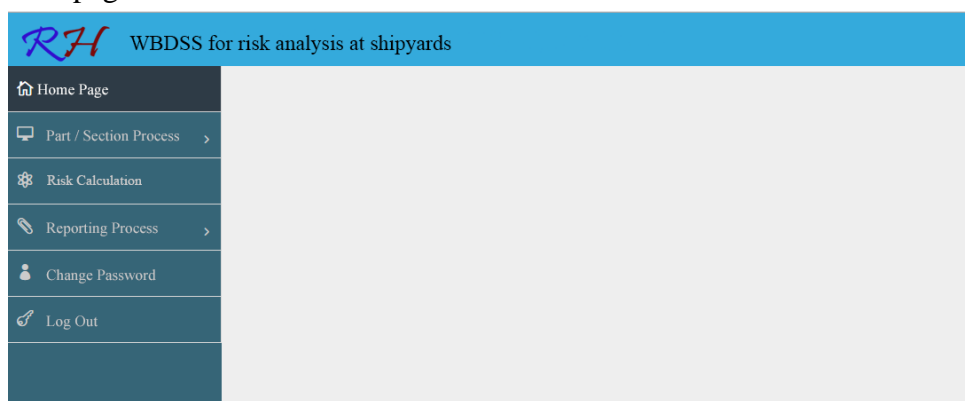 RH WBDSS for risk analysis at shipyards
Home Page
Part / Section Process
Risk Calculation
Reporting Process
Change Password
Log Out